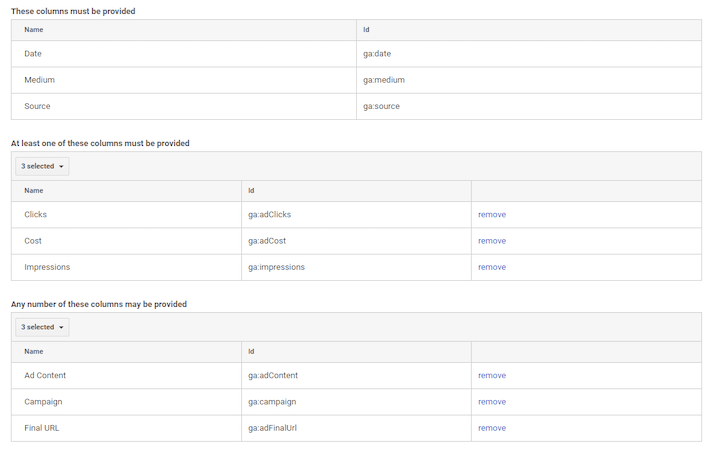 These columns must be provided
Name Id
Date ga:date
Medium ga:medium
Source ga:source
At least one of these columns must be provided
3 selected
Name Id
Clicks ga:adClicks remove
Cost ga:adCost remove
Impressions ga:impressions remove
Any number of these columns may be provided
3 selected
Name Id
Ad Content ga:adContent remove
Campaign ga:campaign remove
Final URL ga:adFinalUrl remove